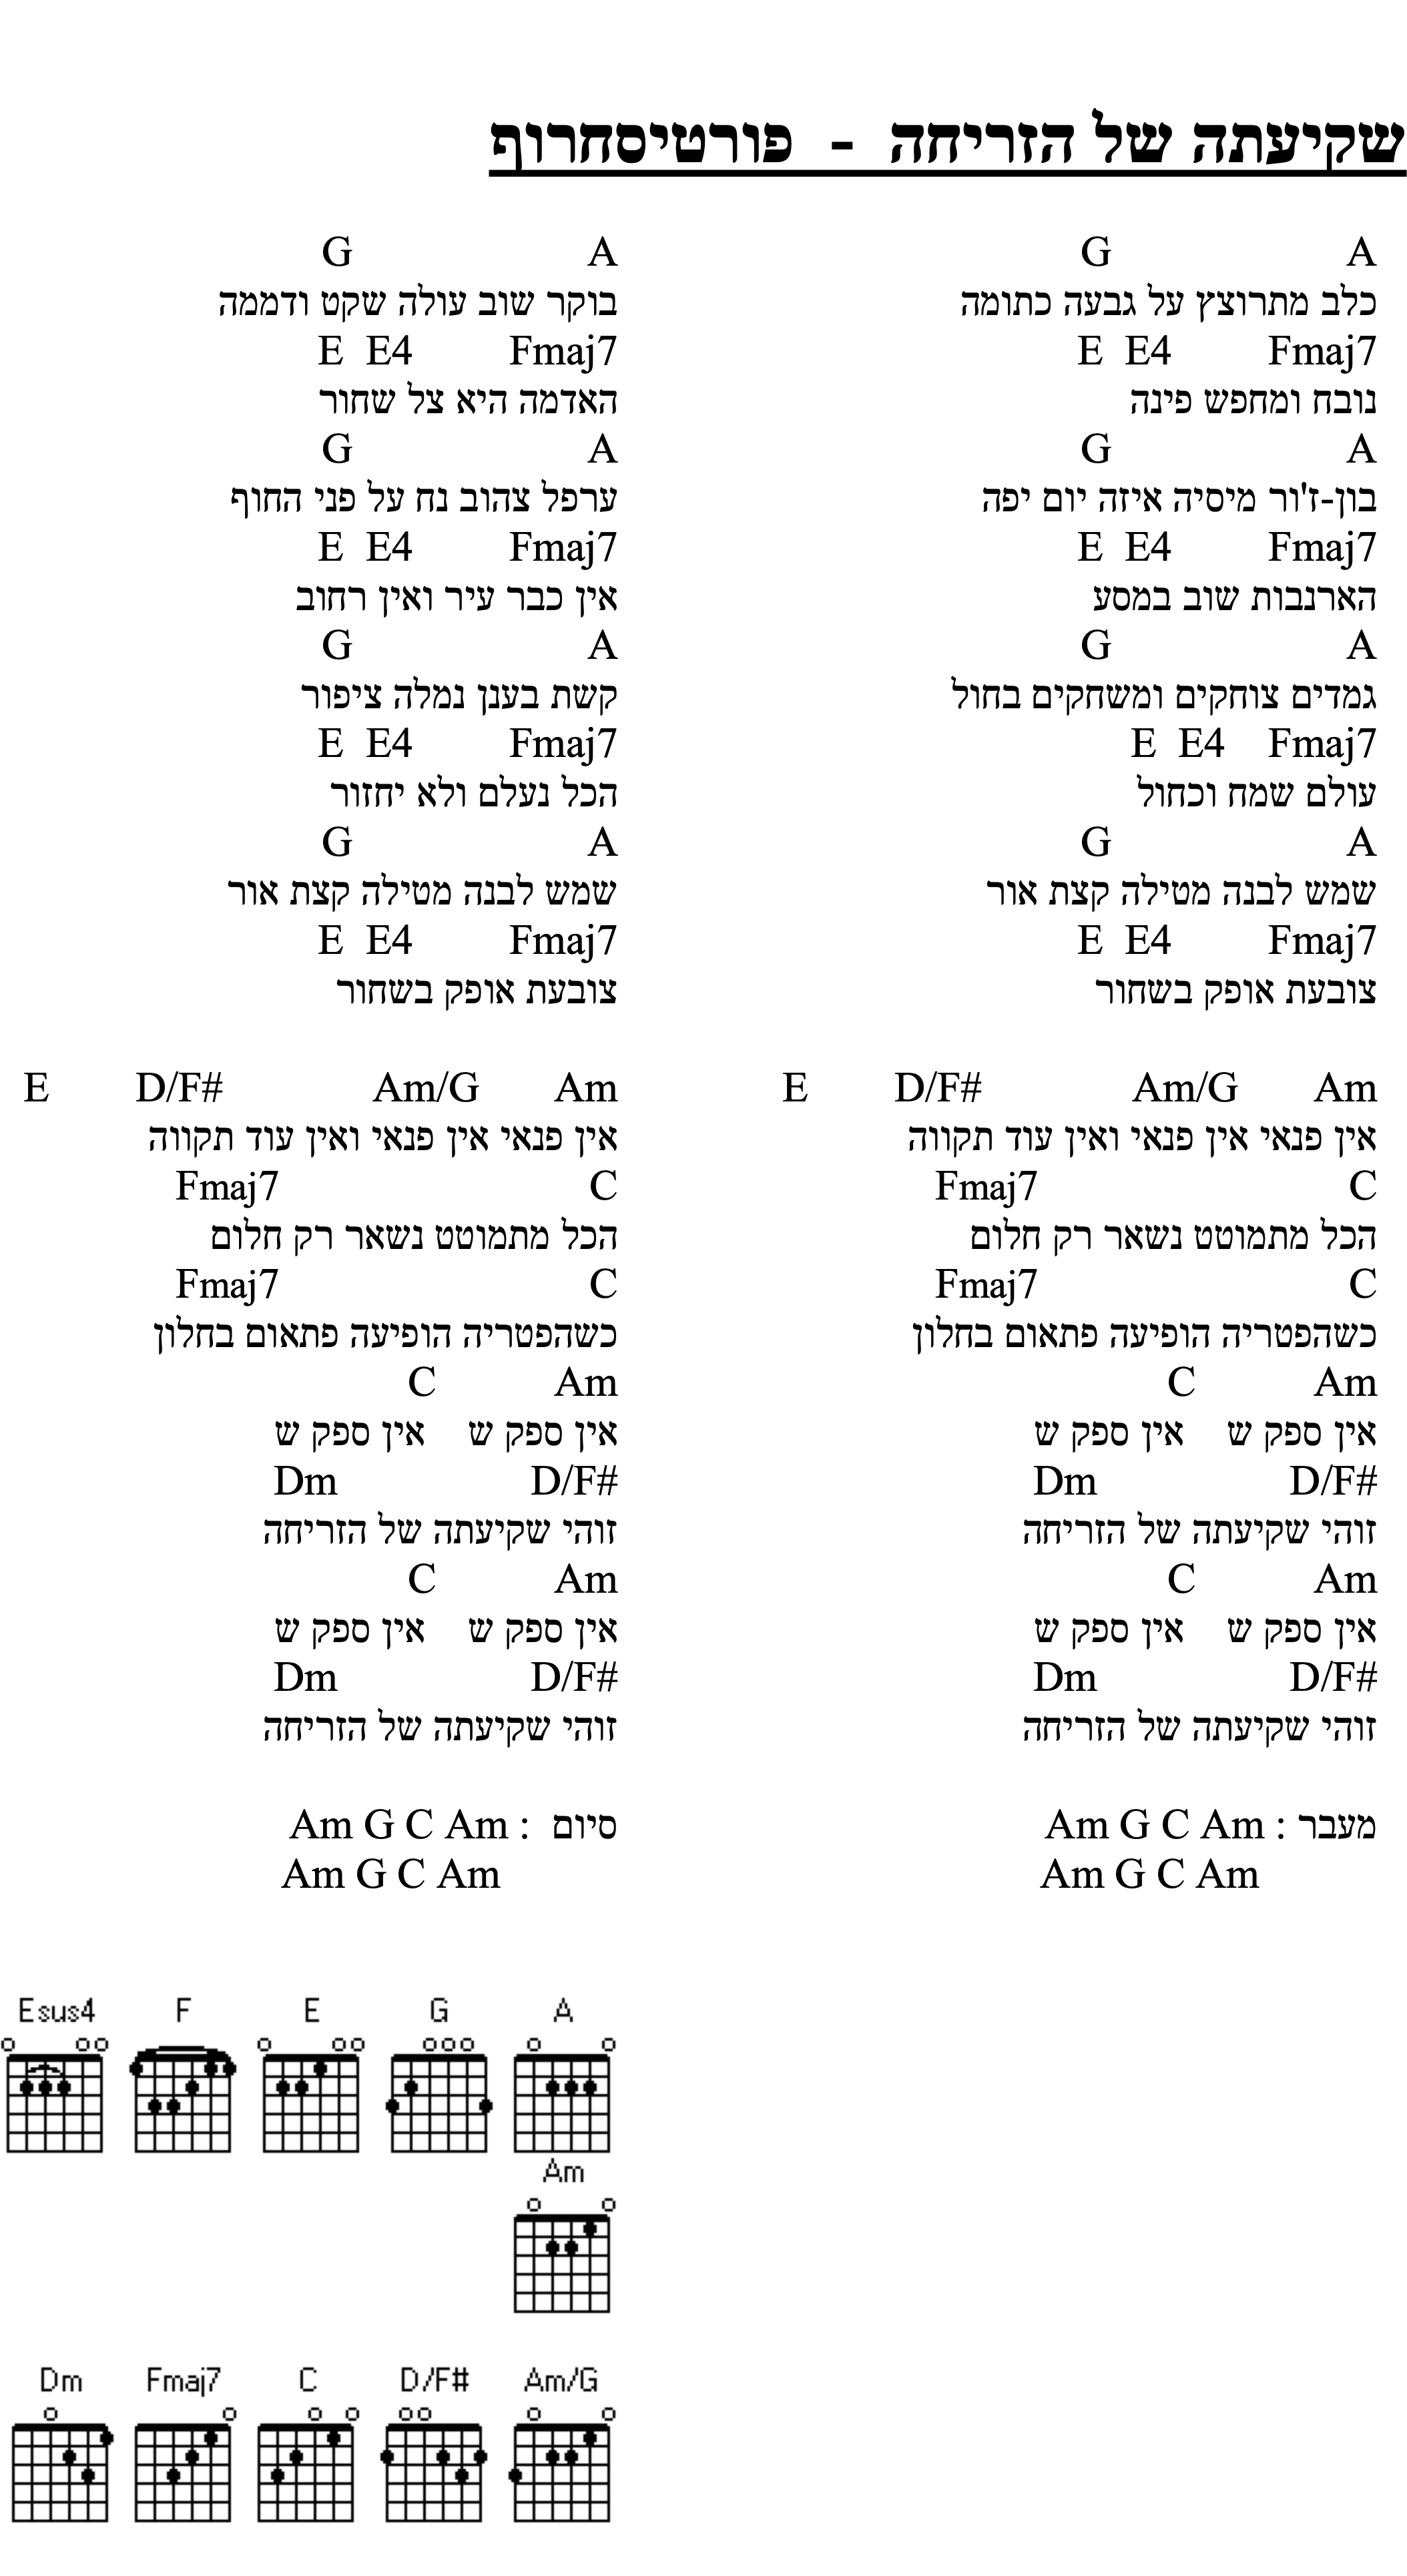 שקיעתה של הזריחה - פורטיסחרוף
A G
כלב מתרוצץ על גבעה כתומה
Fmaj7 E4 E
נובח ומחפש פינה
A G
בון-ז'ור מיסיה איזה יום יפה
Fmaj7 E4 E
הארנבות שוב במסע
A G
גמדים צוחקים ומשחקים בחול
Fmaj7 E4 E
עולם שמח וכחול
A G
שמש לבנה מטילה קצת אור
Fmaj7 E4 E
צובעת אופק בשחור
Am Am/G D/F# E
אין פנאי אין פנאי ואין עוד תקווה
C Fmaj7
הכל מתמוטט נשאר רק חלום
C Fmaj7
כשהפטריה הופיעה פתאום בחלון
Am C
אין ספק ש אין ספק ש
D/F# Dm
זוהי שקיעתה של הזריחה
Am C
אין ספק ש אין ספק ש
D/F# Dm
זוהי שקיעתה של הזריחה
מעבר : Am G C Am
Am G C Am
A G
בוקר שוב עולה שקט ודממה
Fmaj7 E4 E
האדמה היא צל שחור
A G
ערפל צהוב נח על פני החוף
Fmaj7 E4 E
אין כבר עיר ואין רחוב
A G
קשת בענן נמלה ציפור
Fmaj7 E4 E
הכל נעלם ולא יחזור
A G
שמש לבנה מטילה קצת אור
Fmaj7 E4 E
צובעת אופק בשחור
Am Am/G D/F# E
אין פנאי אין פנאי ואין עוד תקווה
C Fmaj7
הכל מתמוטט נשאר רק חלום
C Fmaj7
כשהפטריה הופיעה פתאום בחלון
Am C
אין ספק ש אין ספק ש
D/F# Dm
זוהי שקיעתה של הזריחה
Am C
אין ספק ש אין ספק ש
D/F# Dm
זוהי שקיעתה של הזריחה
סיום : Am G C Am
Am G C Am
Esus4 F E G A
Am
Dm Fmaj7 C D/F# Am/G